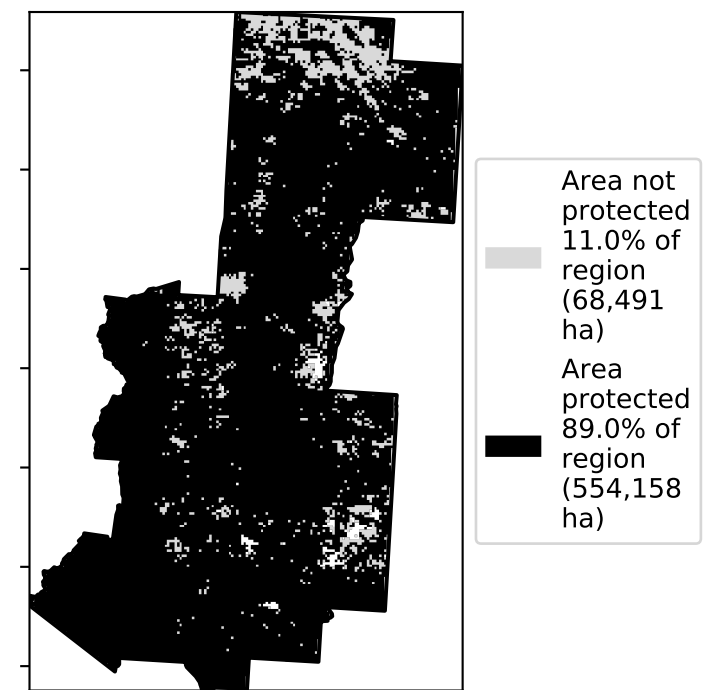 Area not
protected
11.0% of
region
(68,491
ha)
Area
protected
89.0% of
region
(554,158
ha)